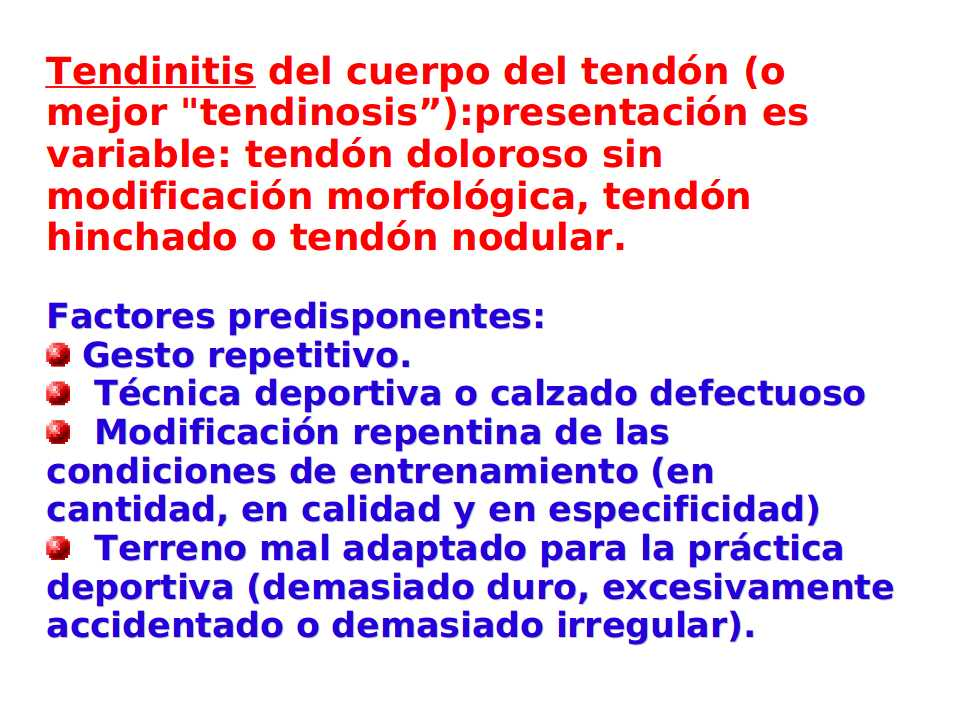 Tendinitis del cuerpo del tendón (o
mejor "tendinosis”):presentación es
variable: tendón doloroso sin
modificación morfológica, tendón
hinchado o tendón nodular.
Factores predisponentes:
Gesto repetitivo.
Técnica deportiva o calzado defectuoso
Modificación repentina de las
condiciones de entrenamiento (en
cantidad, en calidad y en especificidad)
Terreno mal adaptado para la práctica
deportiva (demasiado duro, excesivamente
accidentado o demasiado irregular).